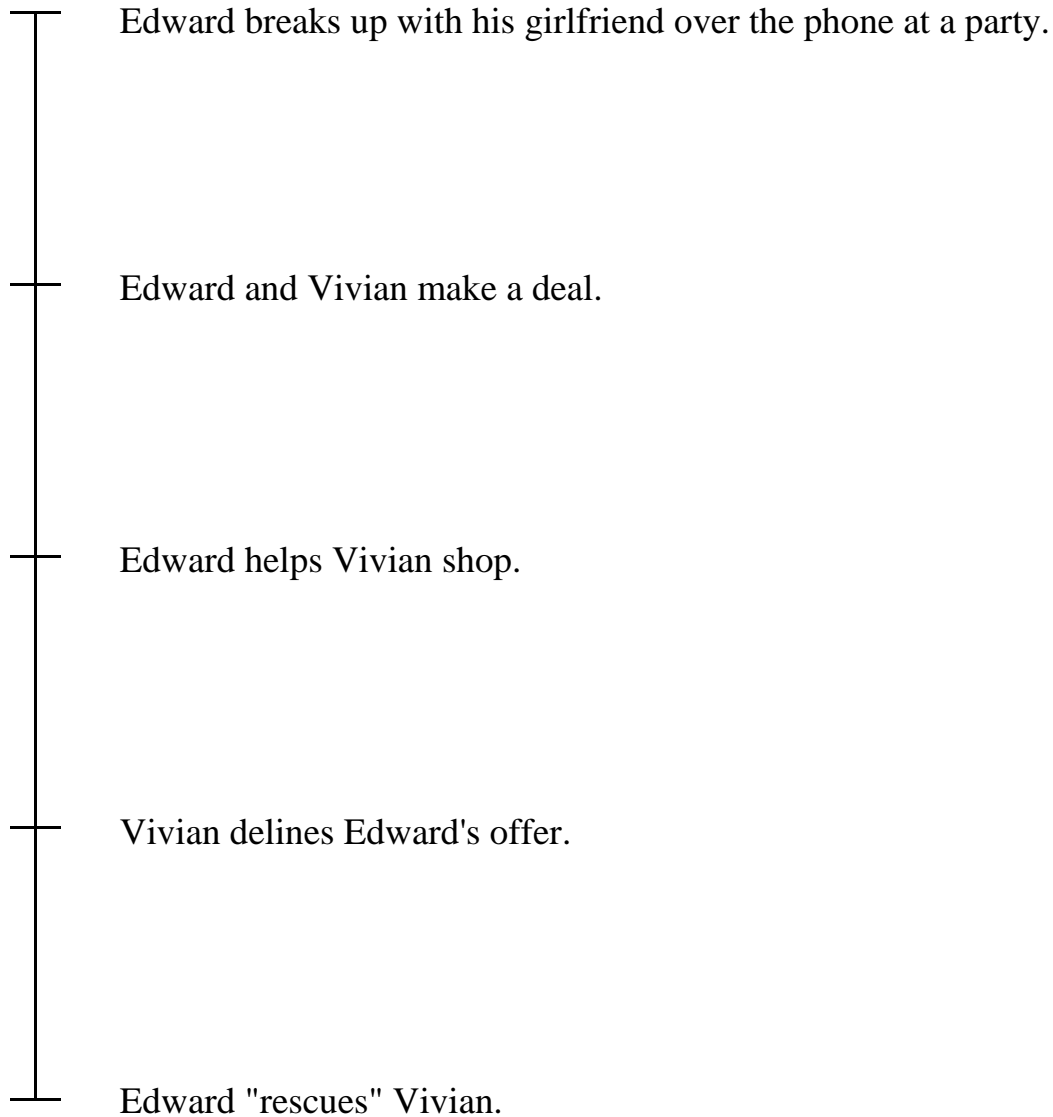 Edward breaks up with his girlfriend over the phone at a party.
Edward and Vivian make a deal.
Edward helps Vivian shop.
Vivian delines Edward's offer.
Edward "rescues" Vivian.